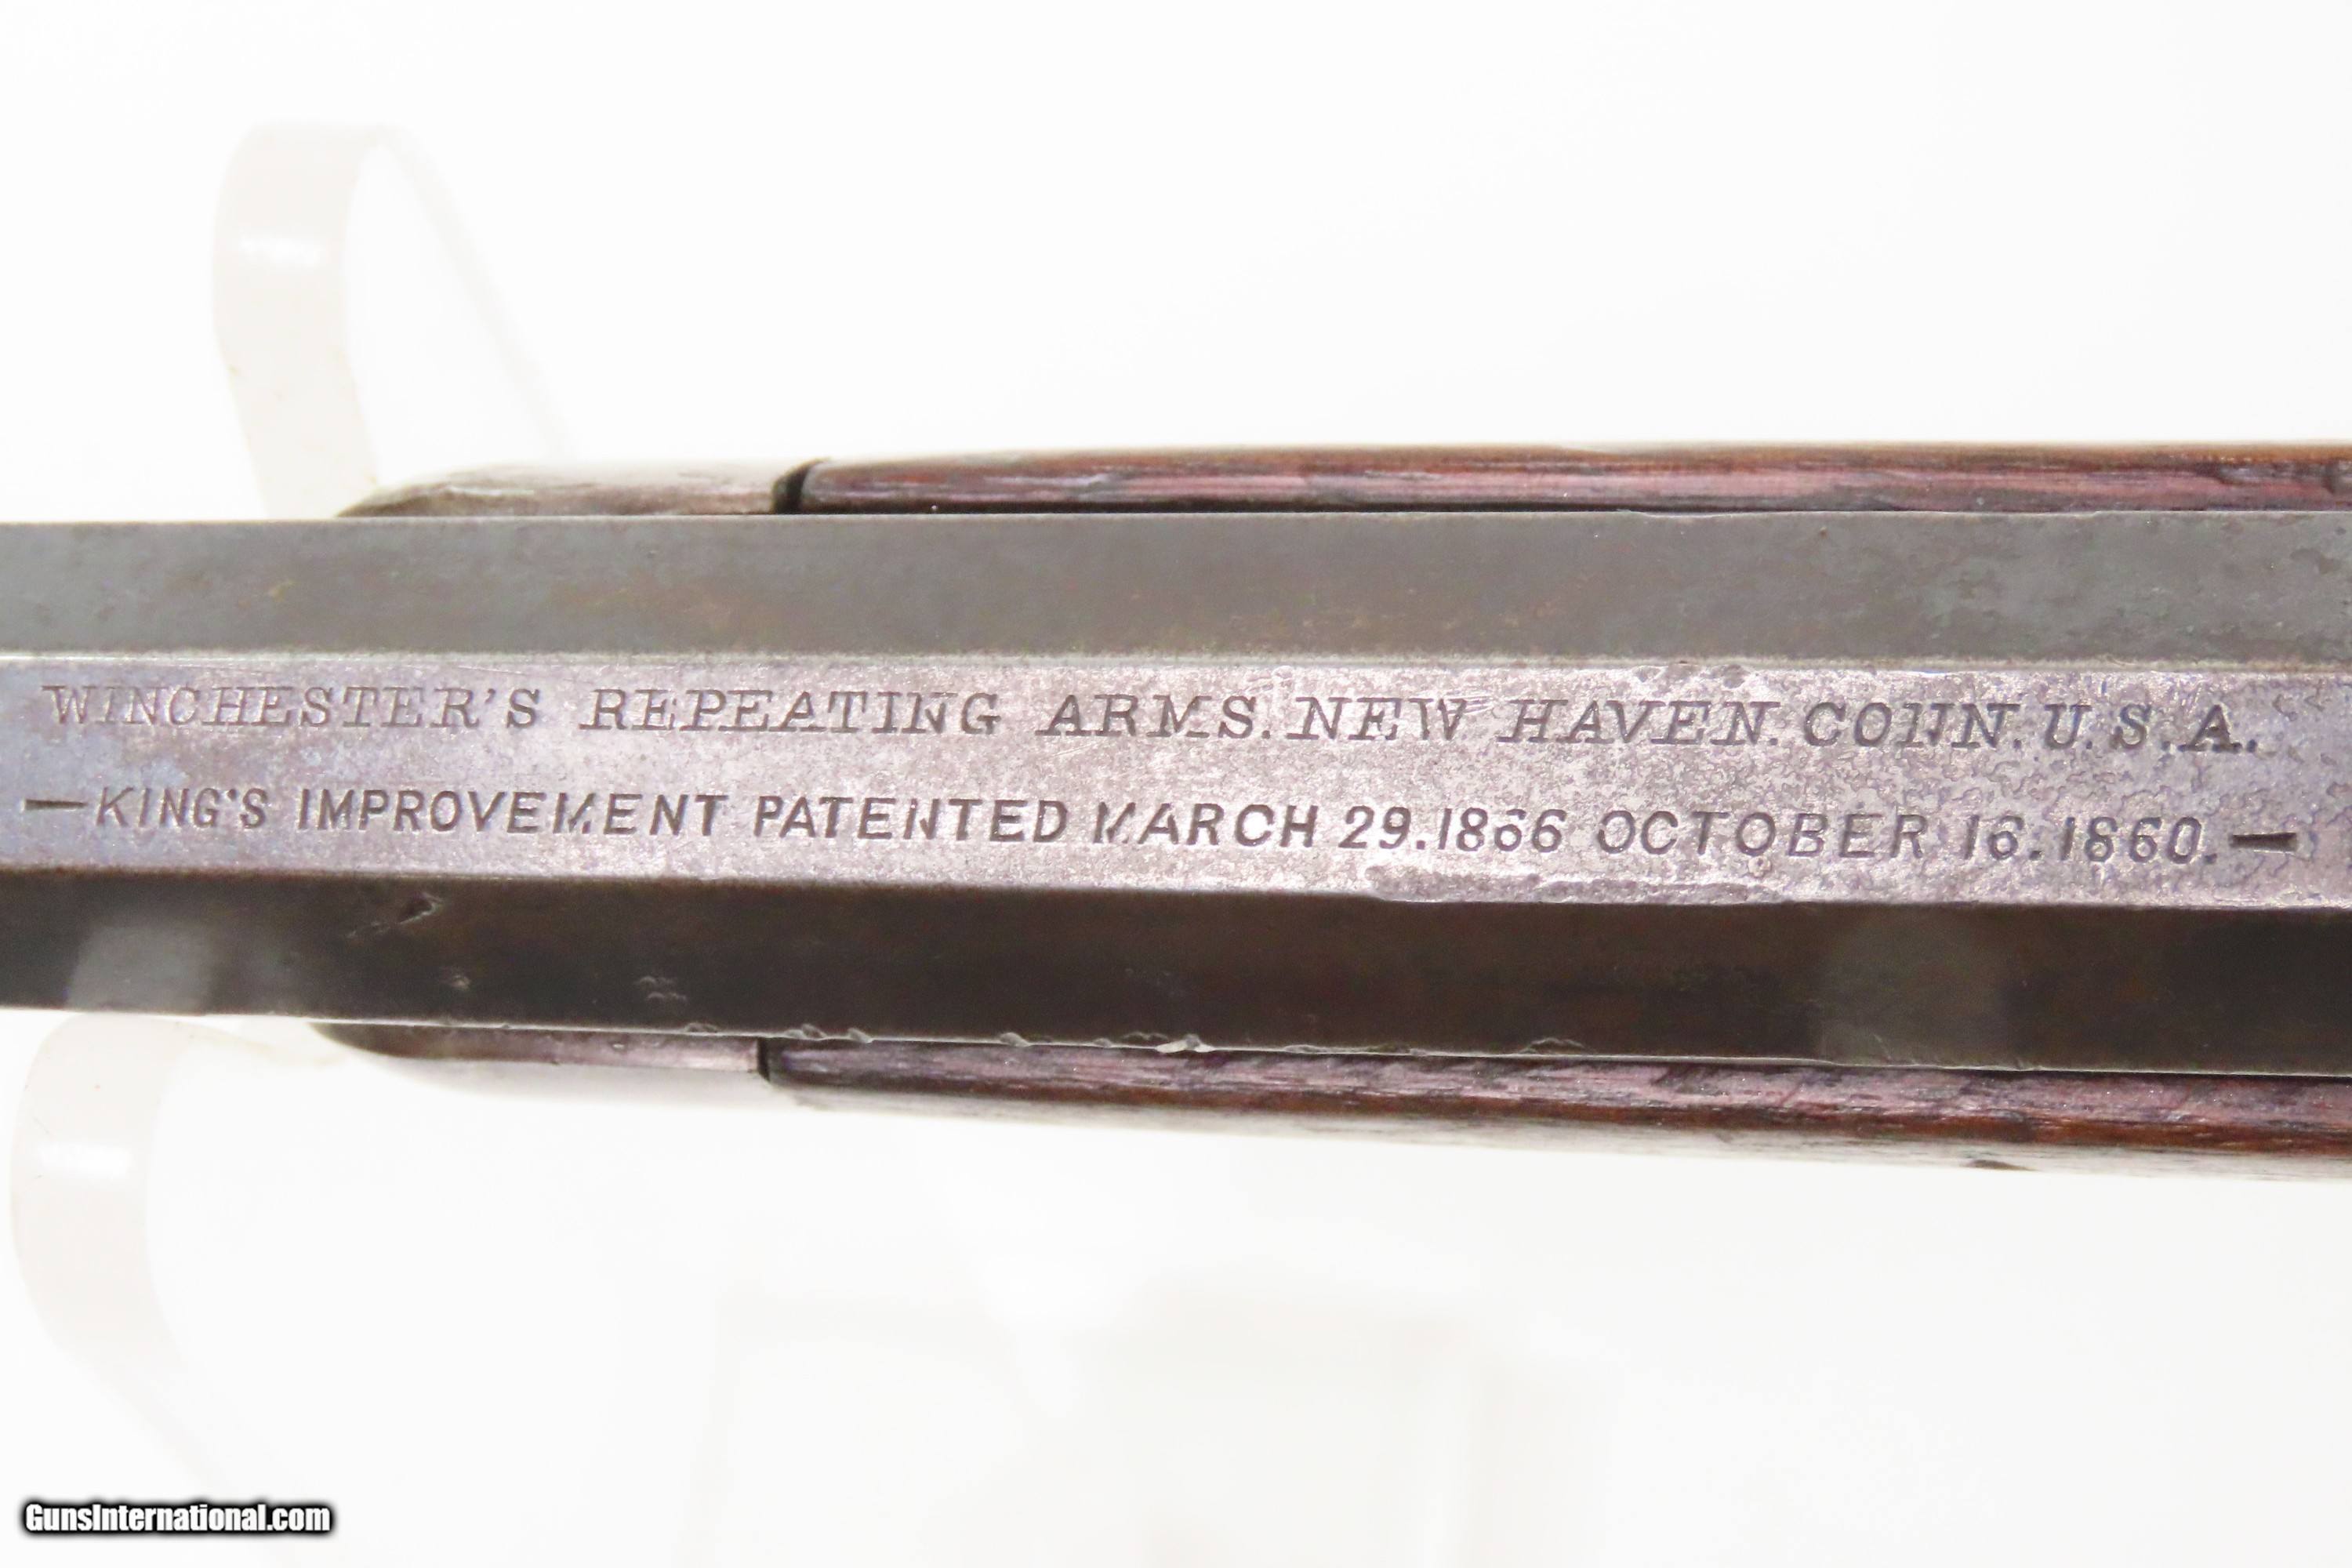 WINCHESTER'S REPEATING ARMS. NEW HAVEN. CONN. U.S.A.
—KING'S IMPROVEMENT PATENTED MARCH 29.1866 OCTOBER 16.1860.—
GunsInternational.com